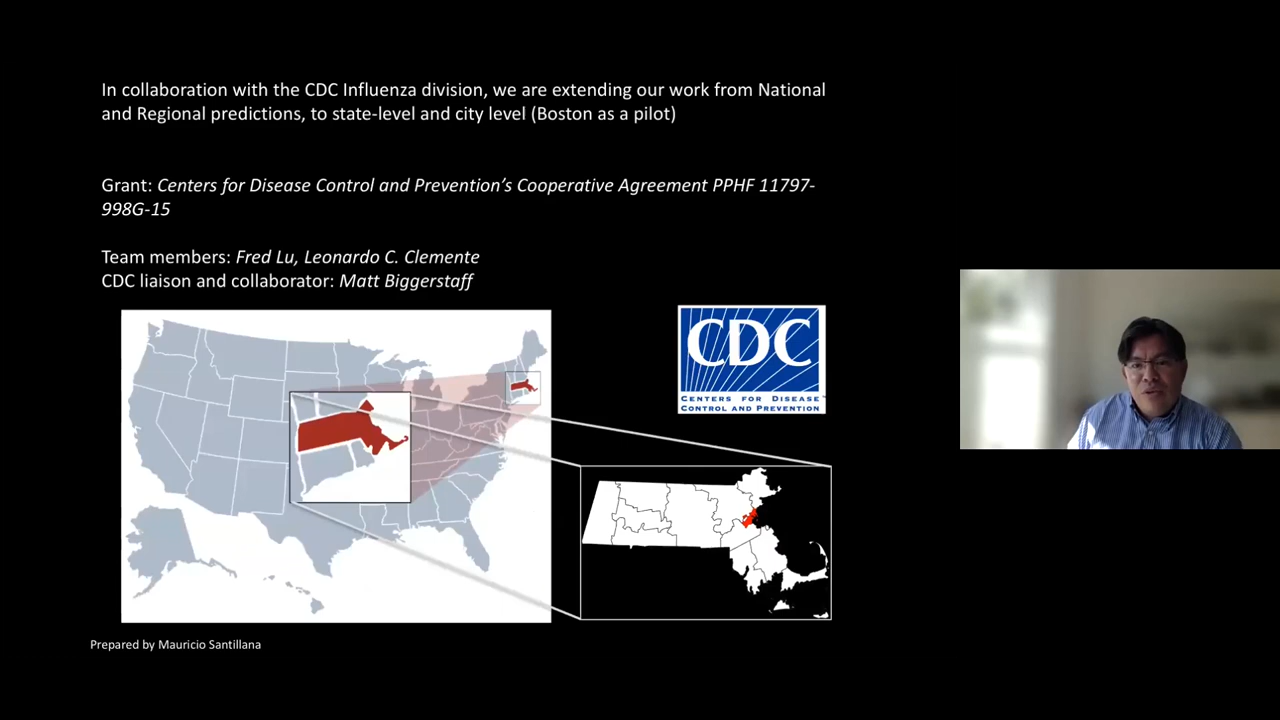 In collaboration with the CDC Influenza division, we are extending our work from National
and Regional predictions, to state-level and city level (Boston as a pilot)
Grant: Centers for Disease Control and Prevention's Cooperative Agreement PPHF 11797-
998G-15
Team members: Fred Lu, Leonardo C. Clemente
CDC liaison and collaborator: Matt Biggerstaff
CDC
CENTERS FOR DISEASE
CONTROL AND PREVENTION
Prepared by Mauricio Santillana